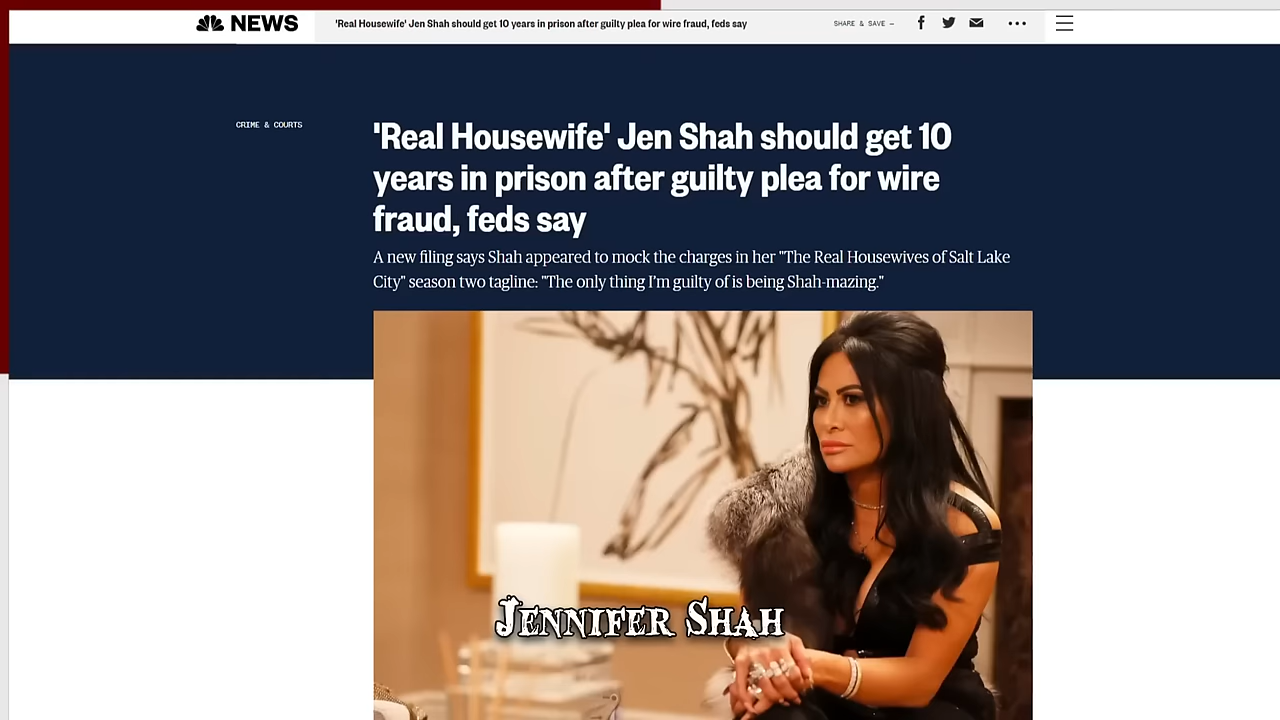 NEWS
'Real Housewife' Jen Shah should get 10 years in prison after guilty plea for wire fraud, feds say
SHARE & SAVE —
CRIME & COURTS
'Real Housewife' Jen Shah should get 10
years in prison after guilty plea for wire
fraud, feds say
A new filing says Shah appeared to mock the charges in her "The Real Housewives of Salt Lake
City" season two tagline: "The only thing I'm guilty of is being Shah-mazing."
Jennifer Shah